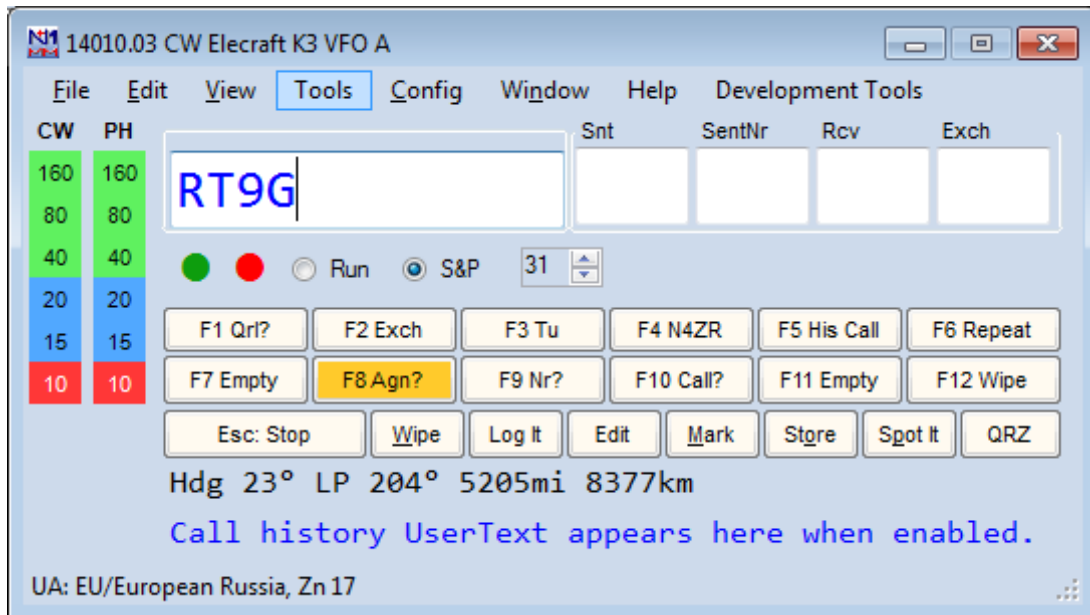 N1 MM 14010.03 CW Elecraft K3 VFO A
File Edit View Tools Config Window Help Development Tools
CW PH Snt SentNr Rcv Exch
160 160
RT9G
80 80
40 40 Run S&P 31
20 20
F1 Qrl? F2 Exch F3 Tu F4 N4ZR F5 His Call F6 Repeat
15 15
10 10 F7 Empty F8 Agn? F9 Nr? F10 Call? F11 Empty F12 Wipe
Esc: Stop Wipe Log It Edit Mark Store Spot It QRZ
Hdg 23° LP 204° 5205mi 8377km
Call history UserText appears here when enabled.
UA: EU/European Russia, Zn 17